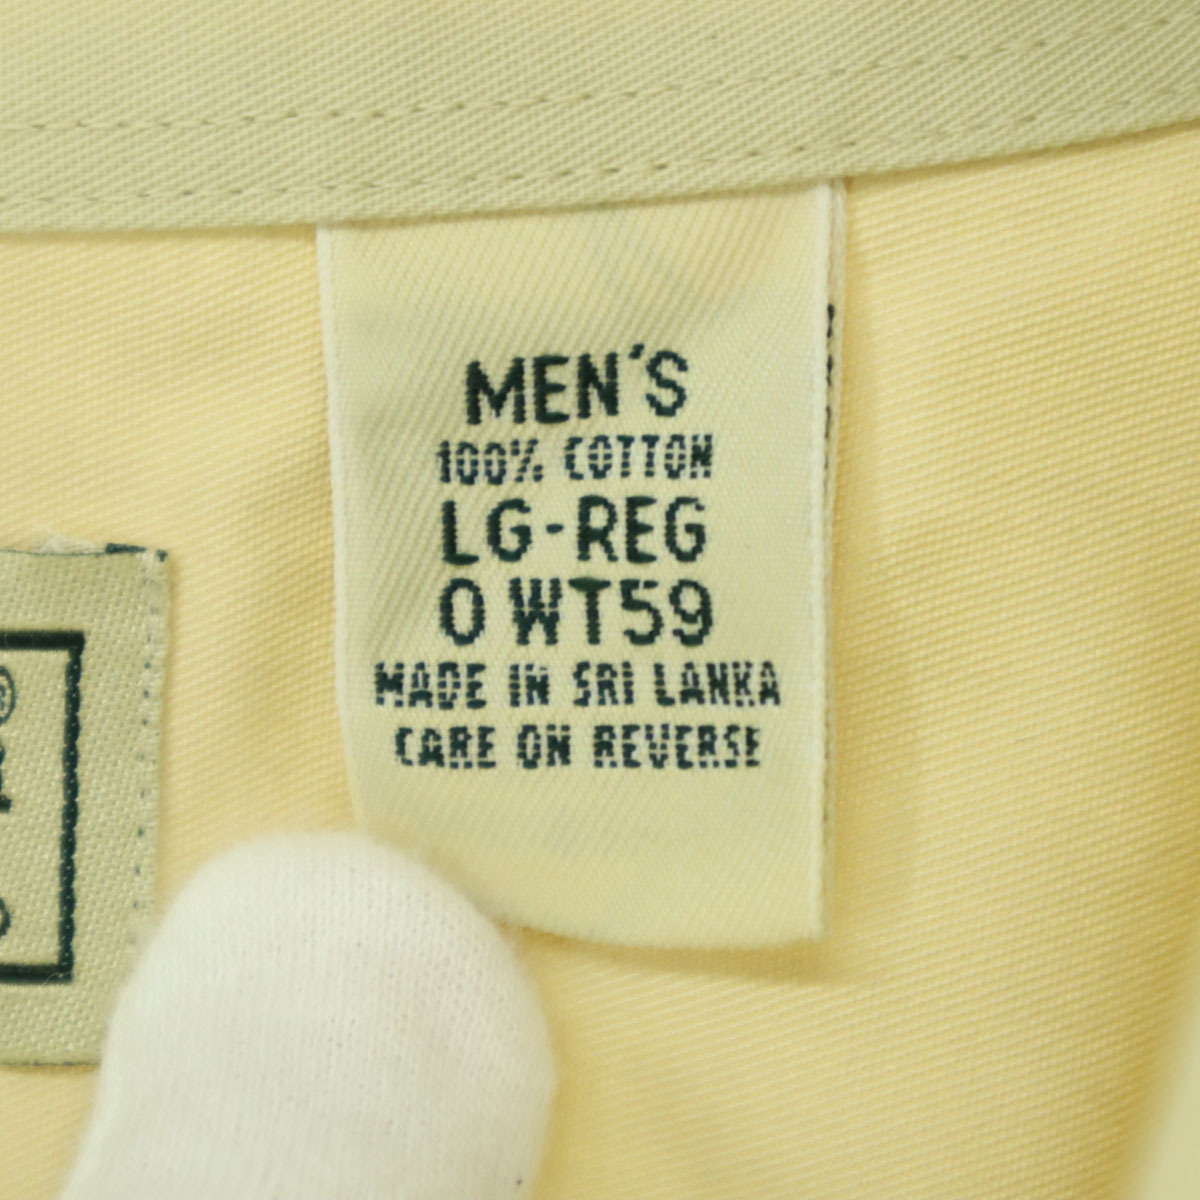 MEN'S
100% COTTON
LG-REG
0 WT59
MADE IN SRI LANKA
CARE ON REVERSE
®